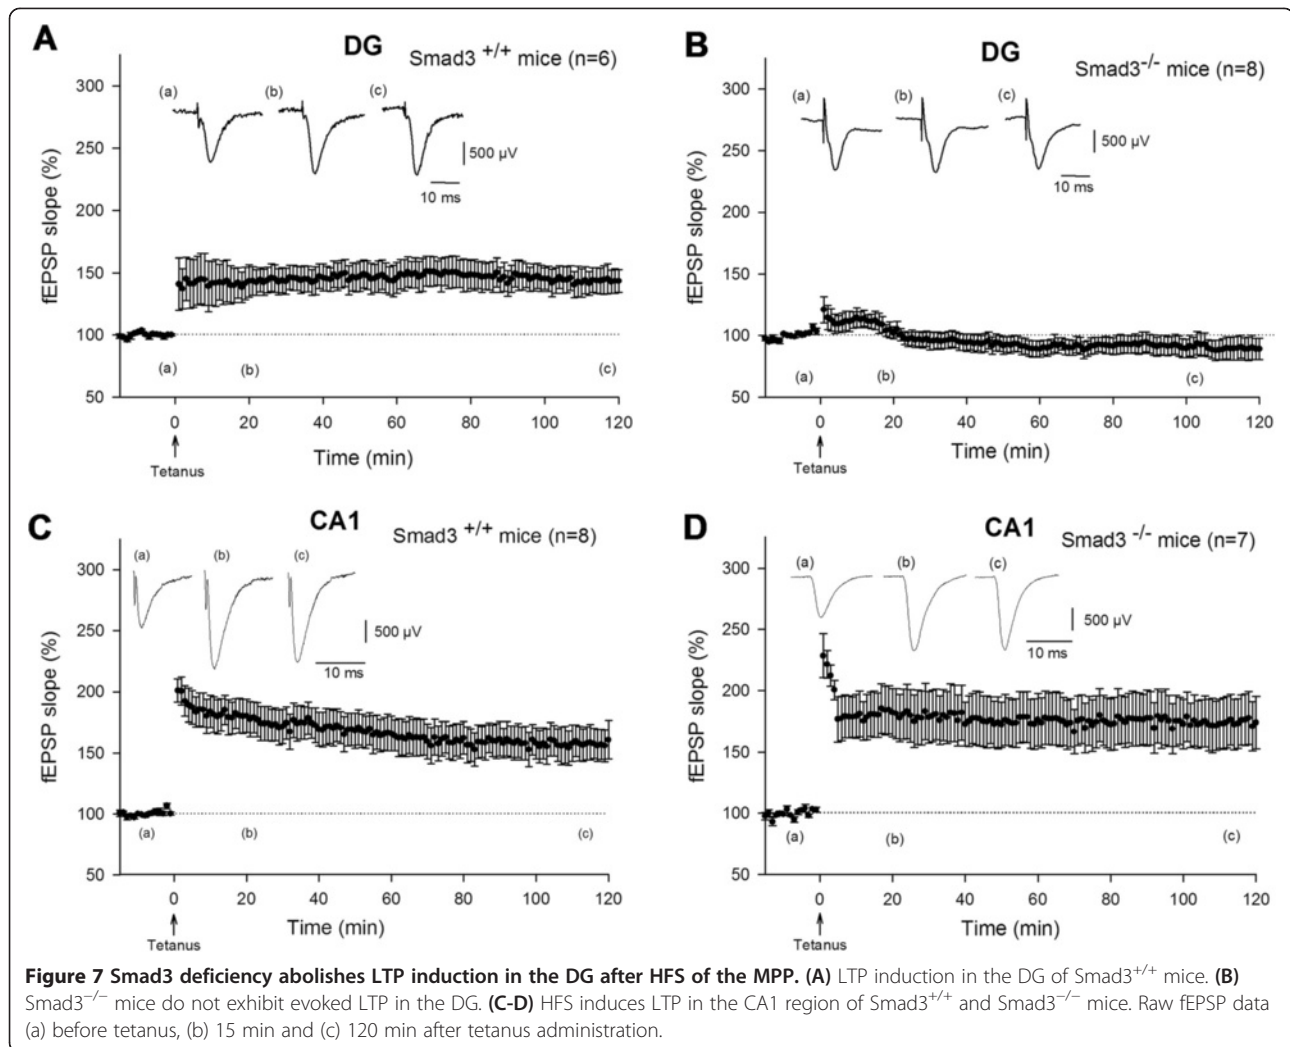 A
DG
Smad3 +/+ mice (n=6)
(a)
(b)
(c)
500 µV
10 ms
fEPSP slope (%)
300
250
200
150
100
50
(a)
(b)
(c)
0
20
40
60
80
100
120
Tetanus
Time (min)
B
DG
Smad3-/- mice (n=8)
(a)
(b)
(c)
500 µV
10 ms
fEPSP slope (%)
300
250
200
150
100
50
(a)
(b)
(c)
0
20
40
60
80
100
120
Tetanus
Time (min)
C
CA1
Smad3 +/+ mice (n=8)
(a)
(b)
(c)
500 µV
10 ms
fEPSP slope (%)
300
250
200
150
100
50
(a)
(b)
(c)
0
20
40
60
80
100
120
Tetanus
Time (min)
D
CA1
Smad3 -/- mice (n=7)
(a)
(b)
(c)
500 µV
10 ms
fEPSP slope (%)
300
250
200
150
100
50
(a)
(b)
(c)
0
20
40
60
80
100
120
Tetanus
Time (min)
Figure 7 Smad3 deficiency abolishes LTP induction in the DG after HFS of the MPP. (A) LTP induction in the DG of Smad3+/+ mice. (B)
Smad3−/− mice do not exhibit evoked LTP in the DG. (C-D) HFS induces LTP in the CA1 region of Smad3+/+ and Smad3−/− mice. Raw fEPSP data
(a) before tetanus, (b) 15 min and (c) 120 min after tetanus administration.